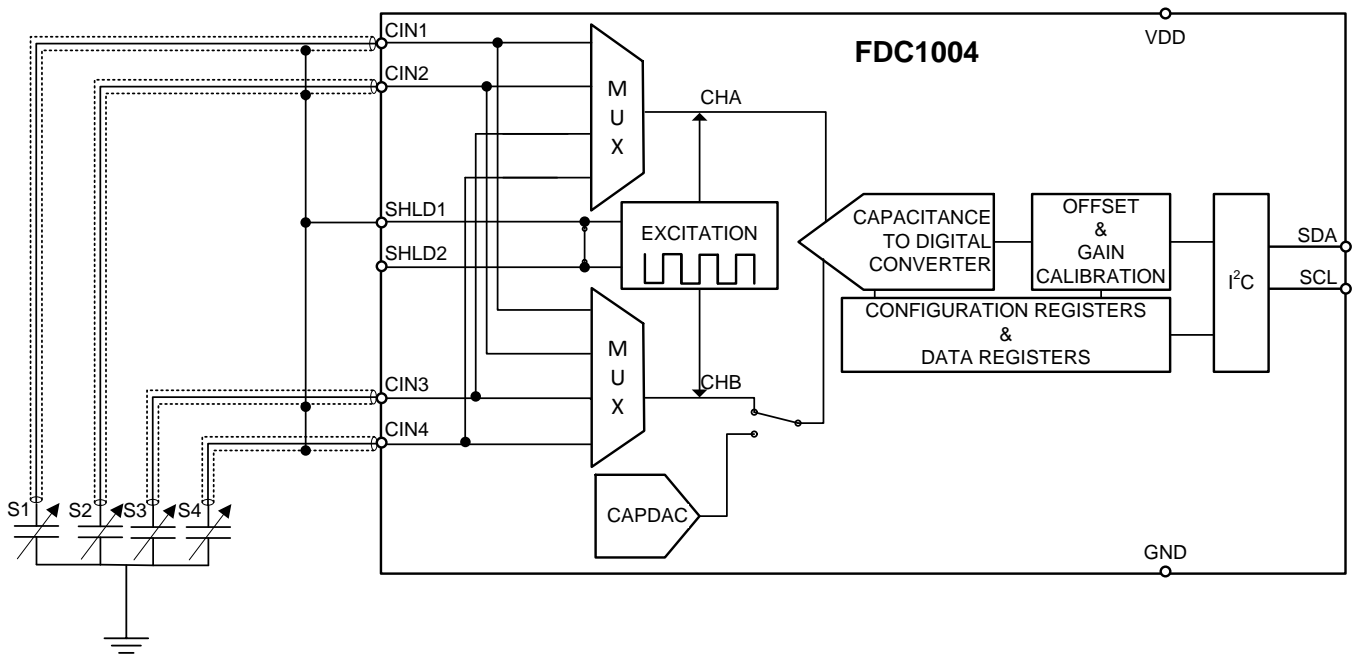 FDC1004
VDD
CIN1
CIN2
M
U
X
CHA
SHLD1
SHLD2
EXCITATION
CAPACITANCE
TO DIGITAL
CONVERTER
OFFSET
&
GAIN
CALIBRATION
I²C
SDA
SCL
CONFIGURATION REGISTERS
&
DATA REGISTERS
M
U
X
CHB
CIN3
CIN4
S1
S2
S3
S4
CAPDAC
GND